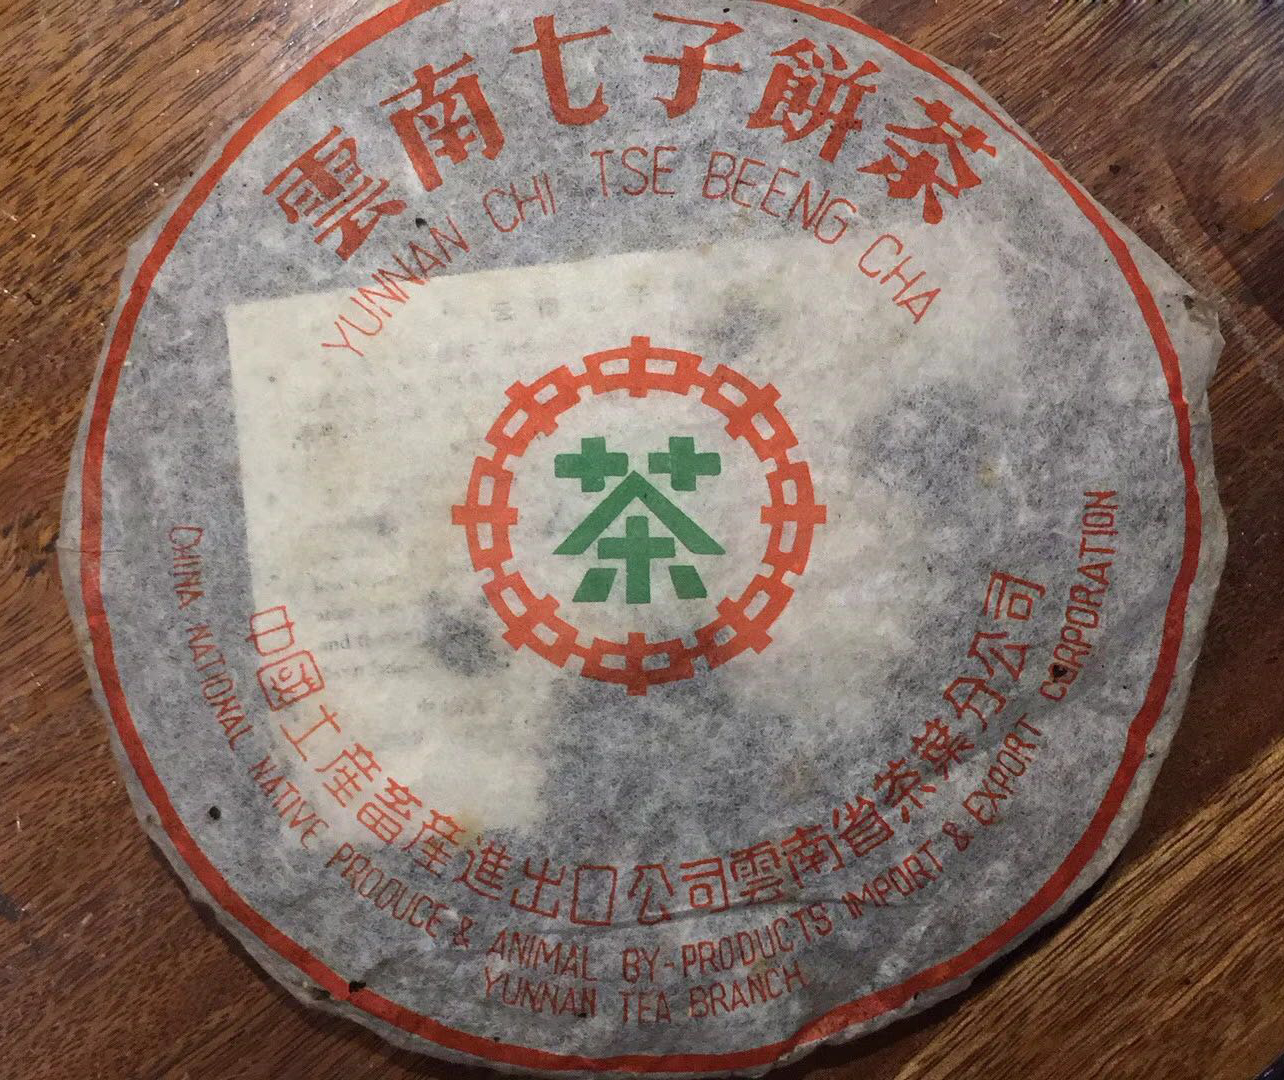 雲南七子餅茶
YUNNAN CHI TSE BEENG CHA
茶
中國土産畜産進出口公司雲南省茶葉分公司
CHINA NATIONAL NATIVE PRODUCE & ANIMAL BY-PRODUCTS IMPORT & EXPORT CORPORATION
YUNNAN TEA BRANCH